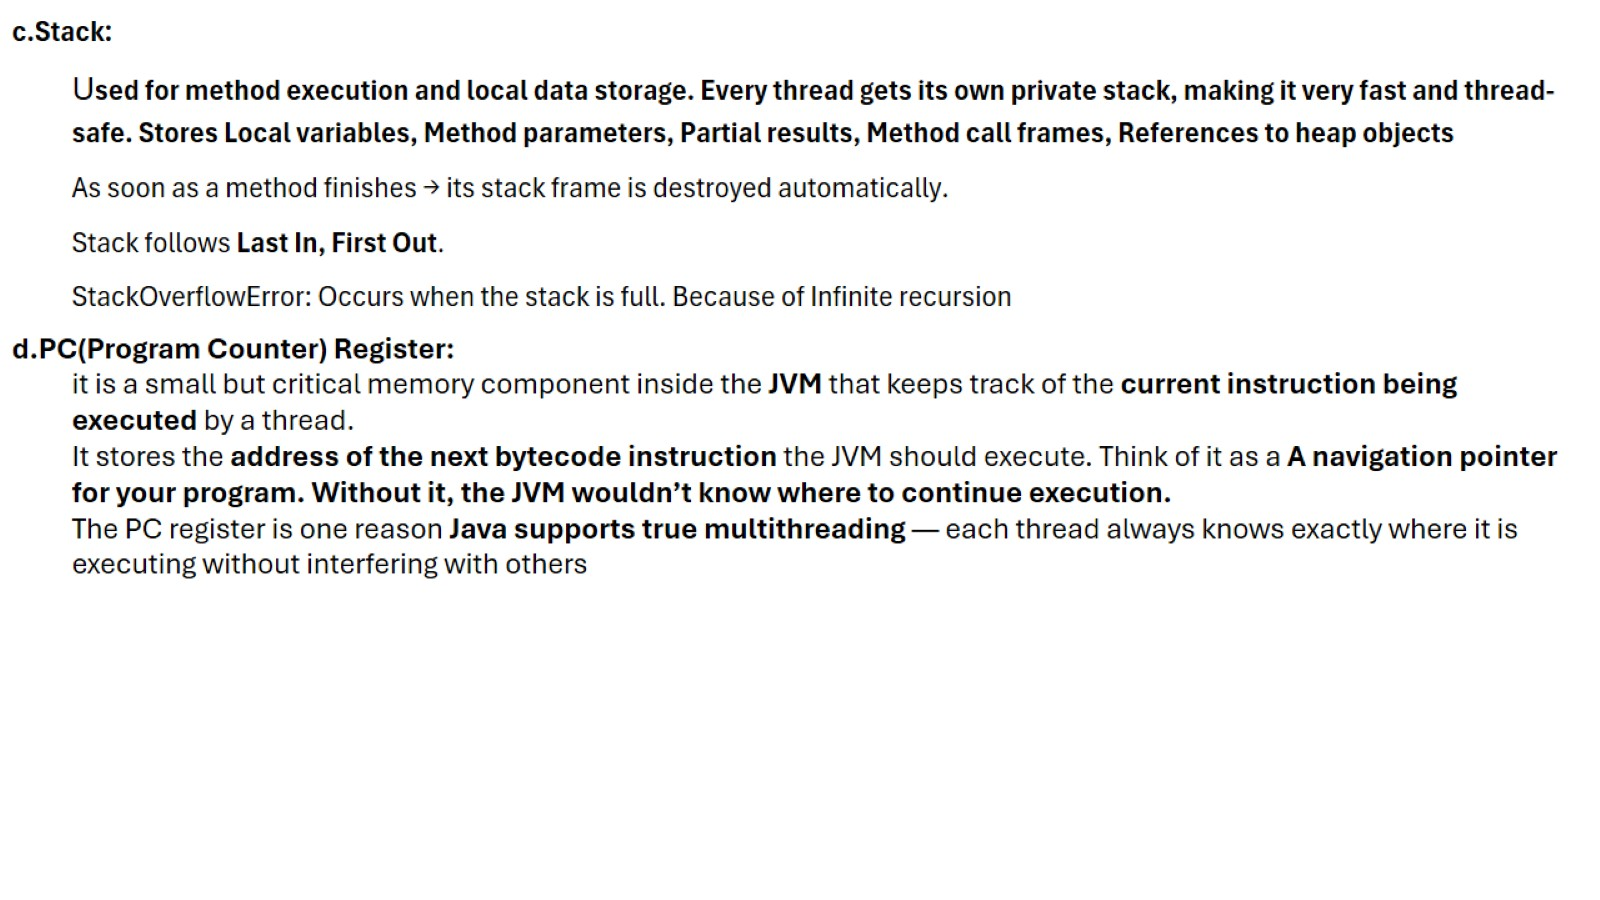 c.Stack:
Used for method execution and local data storage. Every thread gets its own private stack, making it very fast and thread-
safe. Stores Local variables, Method parameters, Partial results, Method call frames, References to heap objects
As soon as a method finishes → its stack frame is destroyed automatically.
Stack follows Last In, First Out.
StackOverflowError: Occurs when the stack is full. Because of Infinite recursion
d.PC(Program Counter) Register:
it is a small but critical memory component inside the JVM that keeps track of the current instruction being
executed by a thread.
It stores the address of the next bytecode instruction the JVM should execute. Think of it as a A navigation pointer
for your program. Without it, the JVM wouldn’t know where to continue execution.
The PC register is one reason Java supports true multithreading — each thread always knows exactly where it is
executing without interfering with others